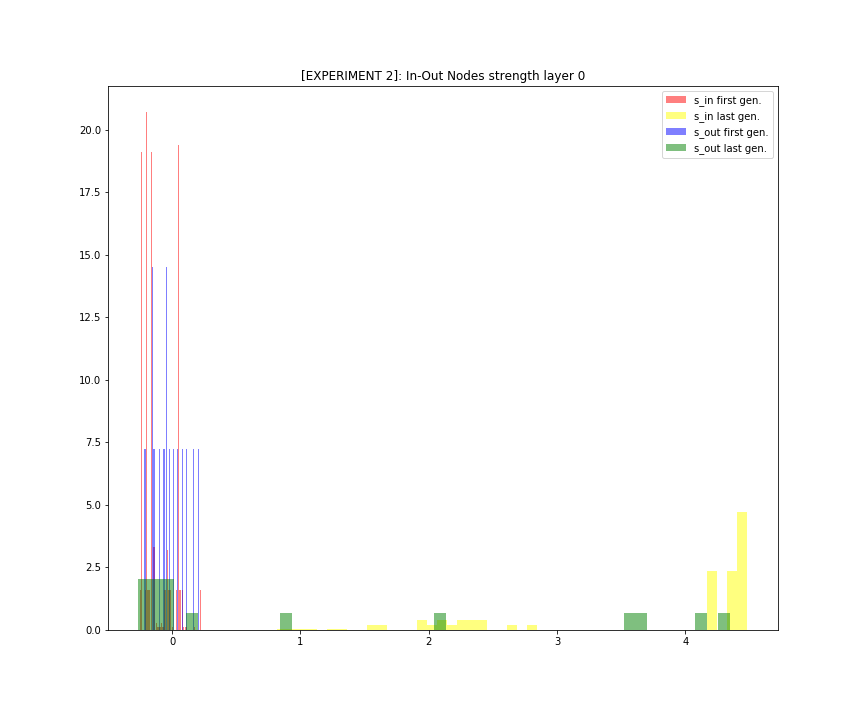 [EXPERIMENT 2]: In-Out Nodes strength layer 0
s_in first gen.
s_in last gen.
s_out first gen.
s_out last gen.
20.0
17.5
15.0
12.5
10.0
7.5
5.0
2.5
0.0
0 1 2 3 4